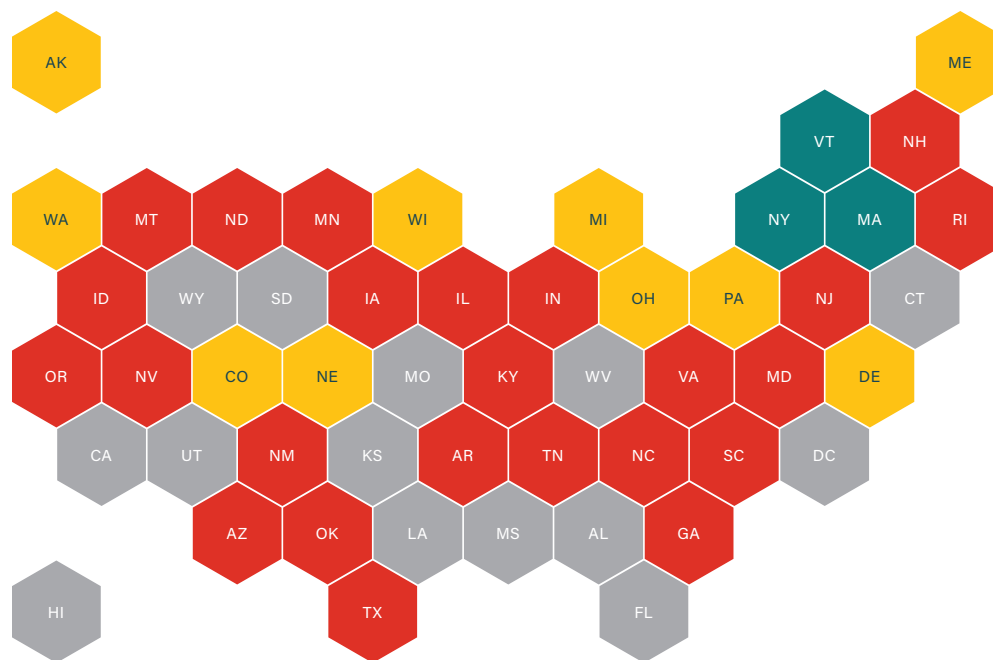 AK ME
VT NH
WA MT ND MN WI MI NY MA RI
ID WY SD IA IL IN OH PA NJ CT
OR NV CO NE MO KY WV VA MD DE
CA UT NM KS AR TN NC SC DC
AZ OK LA MS AL GA
HI TX FL